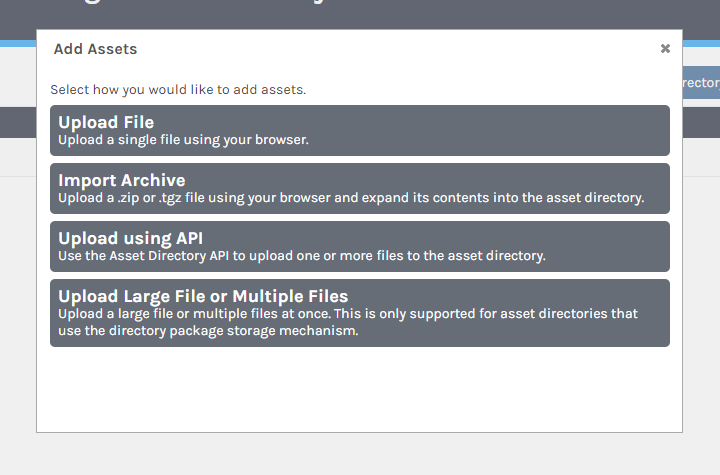 Add Assets
Select how you would like to add assets.
Upload File
Upload a single file using your browser.
Import Archive
Upload a .zip or .tgz file using your browser and expand its contents into the asset directory.
Upload using API
Use the Asset Directory API to upload one or more files to the asset directory.
Upload Large File or Multiple Files
Upload a large file or multiple files at once. This is only supported for asset directories that
use the directory package storage mechanism.